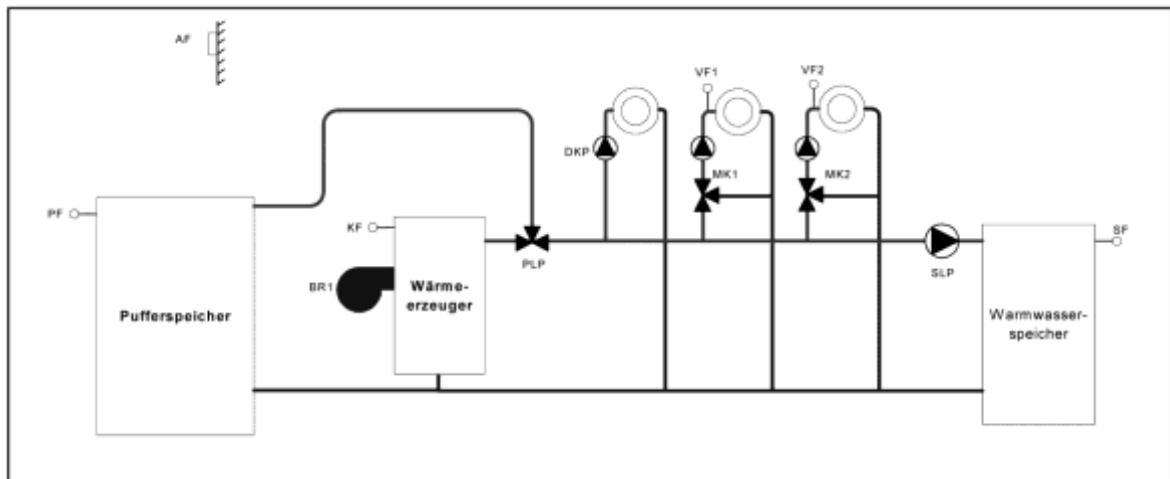 AF
VF1
VF2
DKP
MK1
MK2
PF
KF
PLP
SLP
SF
BR1
Wärme-
erzeuger
Pufferspeicher
Warmwasser-
speicher